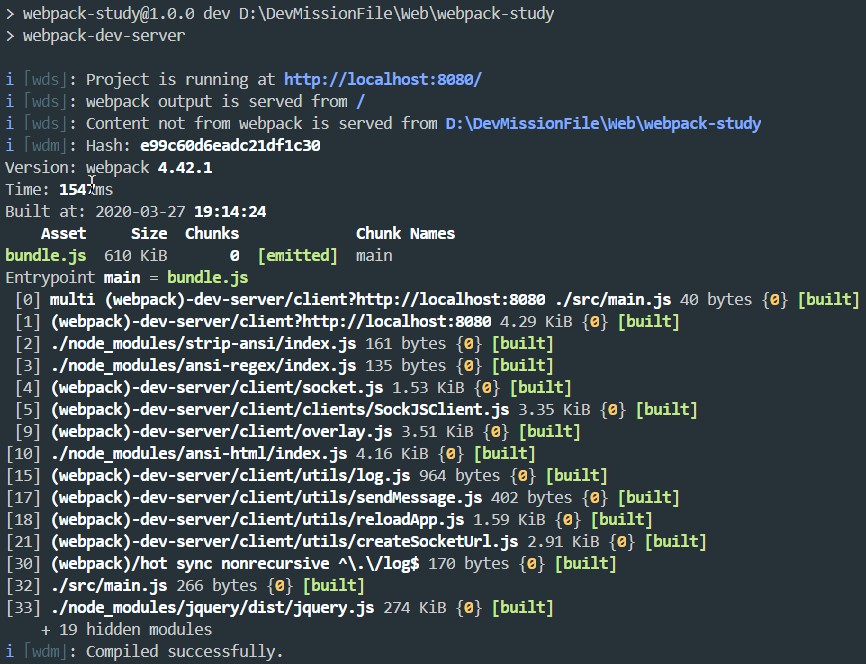 > webpack-study@1.0.0 dev D:\DevMissionFile\Web\webpack-study
> webpack-dev-server
i ｢wds｣: Project is running at http://localhost:8080/
i ｢wds｣: webpack output is served from /
i ｢wds｣: Content not from webpack is served from D:\DevMissionFile\Web\webpack-study
i ｢wdm｣: Hash: e99c60d6eadc21df1c30
Version: webpack 4.42.1
Time: 1547ms
Built at: 2020-03-27 19:14:24
Asset Size Chunks Chunk Names
bundle.js 610 KiB 0 [emitted] main
Entrypoint main = bundle.js
[0] multi (webpack)-dev-server/client?http://localhost:8080 ./src/main.js 40 bytes {0} [built]
[1] (webpack)-dev-server/client?http://localhost:8080 4.29 KiB {0} [built]
[2] ./node_modules/strip-ansi/index.js 161 bytes {0} [built]
[3] ./node_modules/ansi-regex/index.js 135 bytes {0} [built]
[4] (webpack)-dev-server/client/socket.js 1.53 KiB {0} [built]
[5] (webpack)-dev-server/client/clients/SockJSClient.js 3.35 KiB {0} [built]
[9] (webpack)-dev-server/client/overlay.js 3.51 KiB {0} [built]
[10] ./node_modules/ansi-html/index.js 4.16 KiB {0} [built]
[15] (webpack)-dev-server/client/utils/log.js 964 bytes {0} [built]
[17] (webpack)-dev-server/client/utils/sendMessage.js 402 bytes {0} [built]
[18] (webpack)-dev-server/client/utils/reloadApp.js 1.59 KiB {0} [built]
[21] (webpack)-dev-server/client/utils/createSocketUrl.js 2.91 KiB {0} [built]
[30] (webpack)/hot sync nonrecursive ^\.\/log$ 170 bytes {0} [built]
[32] ./src/main.js 266 bytes {0} [built]
[33] ./node_modules/jquery/dist/jquery.js 274 KiB {0} [built]
+ 19 hidden modules
i ｢wdm｣: Compiled successfully.